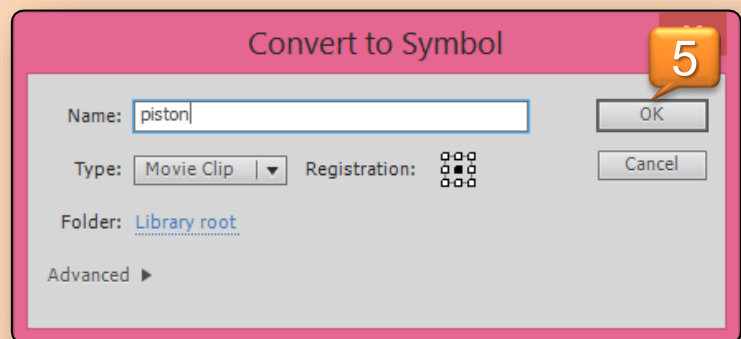 Convert to Symbol
5
Name: piston OK
Type: Movie Clip Registration: Cancel
Folder: Library root
Advanced